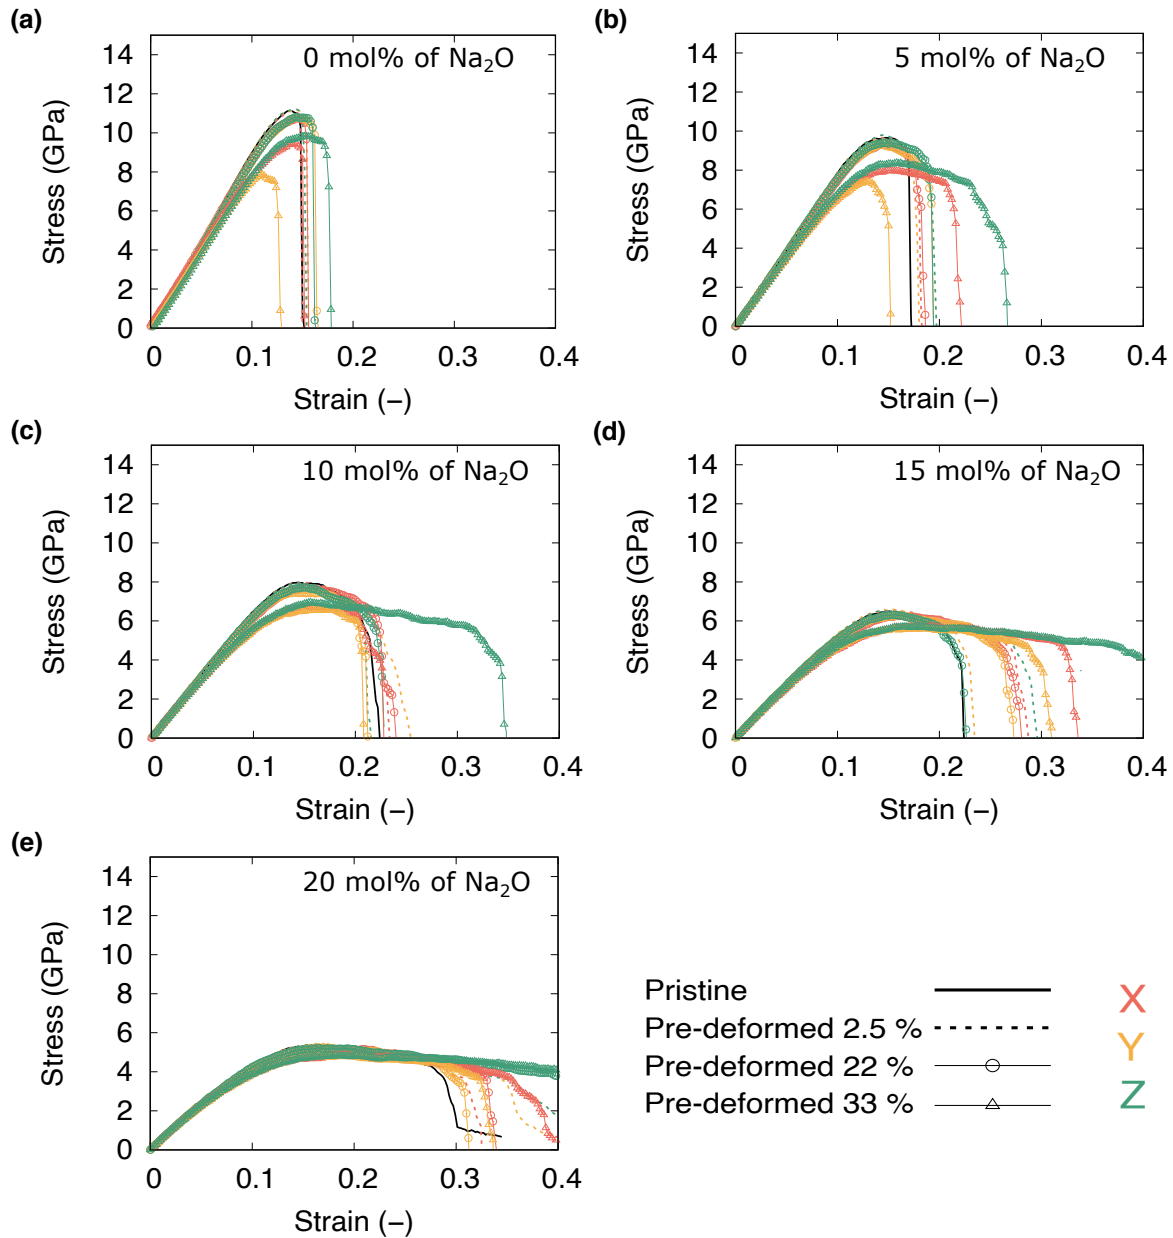 (a)
14
12
10
8
6
4
2
0
Stress (GPa)
0 mol% of Na₂O
0 0.1 0.2 0.3 0.4
Strain (–)
(b)
14
12
10
8
6
4
2
0
Stress (GPa)
5 mol% of Na₂O
0 0.1 0.2 0.3 0.4
Strain (–)
(c)
14
12
10
8
6
4
2
0
Stress (GPa)
10 mol% of Na₂O
0 0.1 0.2 0.3 0.4
Strain (–)
(d)
14
12
10
8
6
4
2
0
Stress (GPa)
15 mol% of Na₂O
0 0.1 0.2 0.3 0.4
Strain (–)
(e)
14
12
10
8
6
4
2
0
Stress (GPa)
20 mol% of Na₂O
0 0.1 0.2 0.3 0.4
Strain (–)
Pristine
Pre-deformed 2.5 %
Pre-deformed 22 %
Pre-deformed 33 %
X
Y
Z